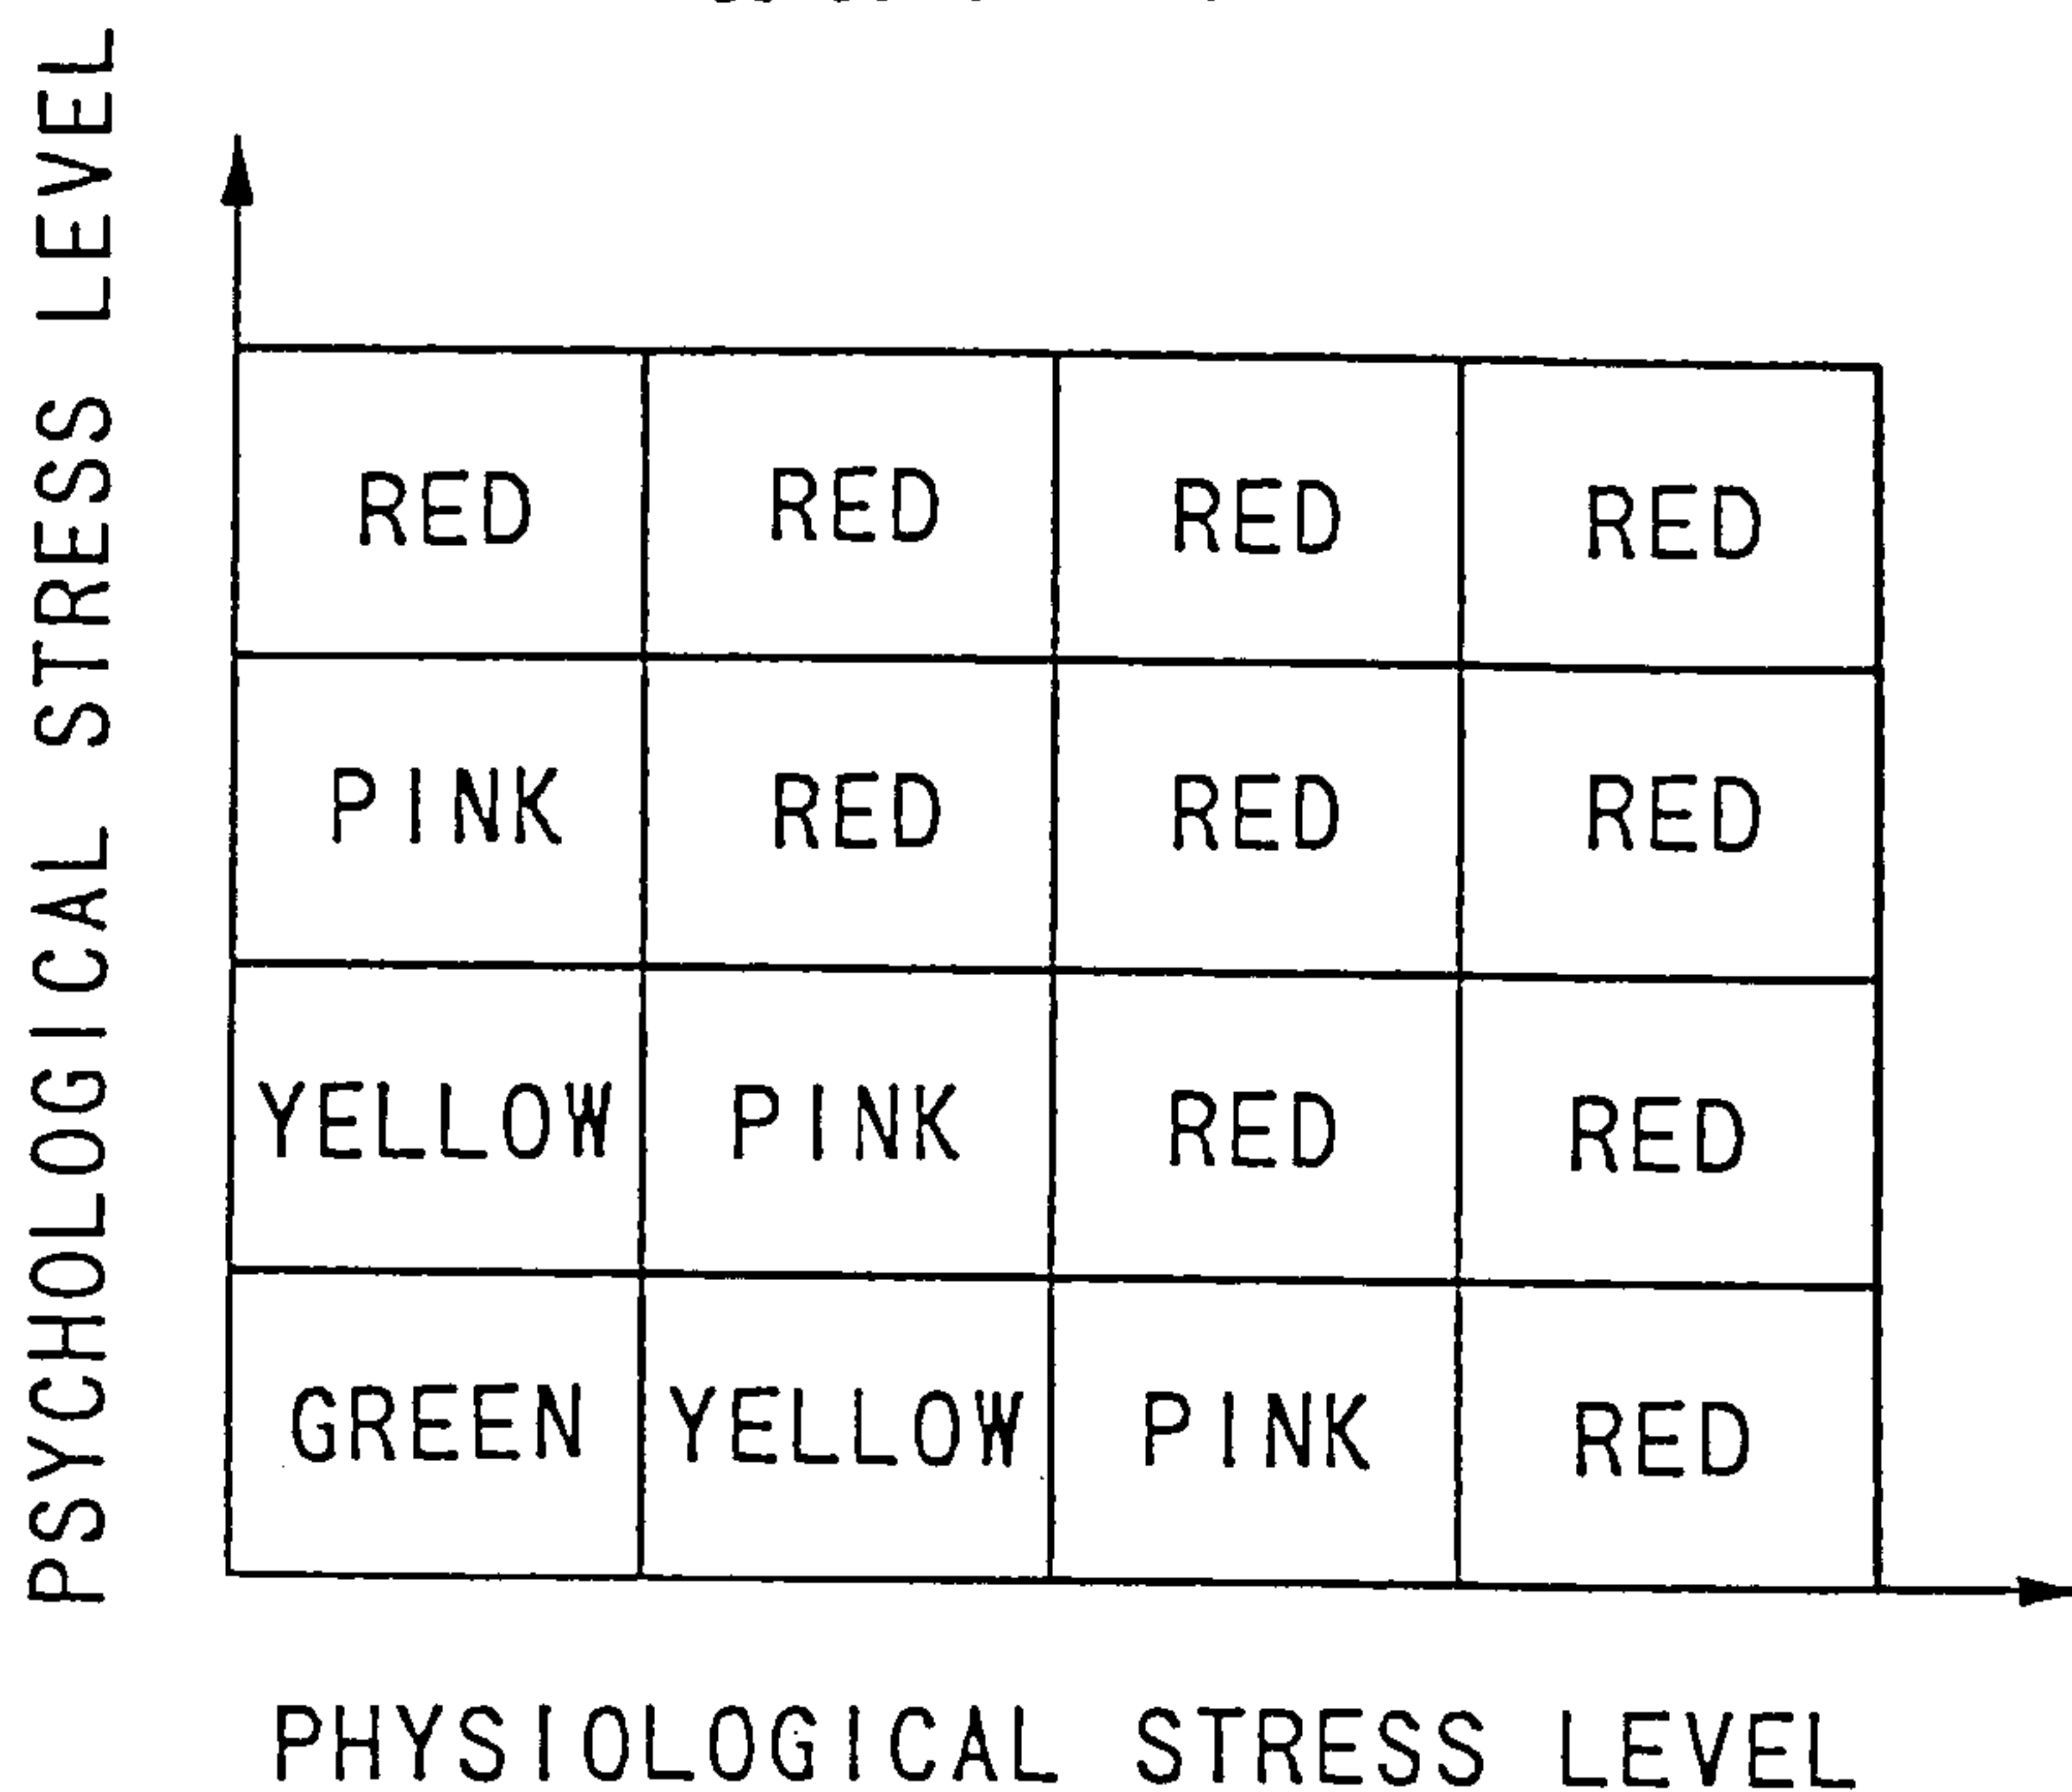 PSYCHOLOGICAL STRESS LEVEL
RED RED RED RED
PINK RED RED RED
YELLOW PINK RED RED
GREEN YELLOW PINK RED
PHYSIOLOGICAL STRESS LEVEL